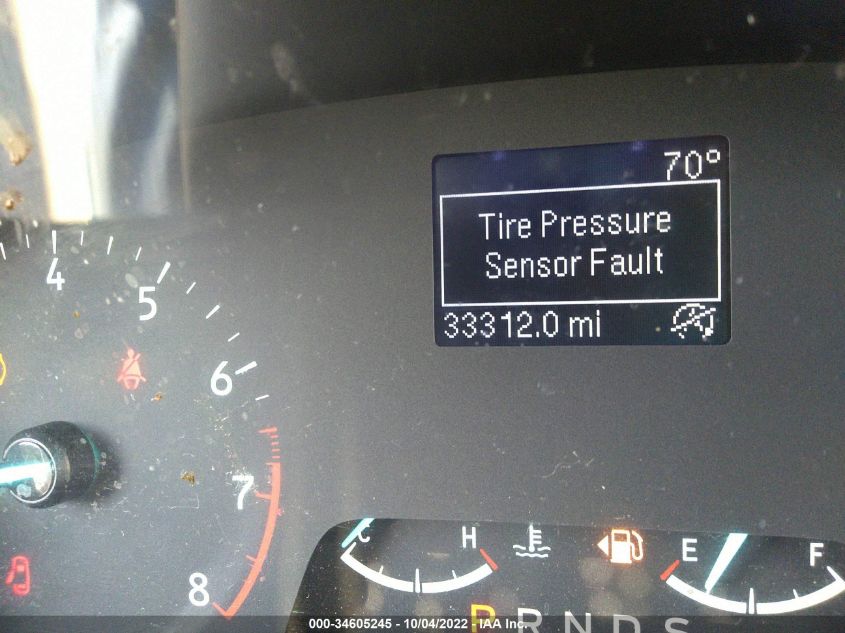 70°
Tire Pressure
Sensor Fault
33312.0 mi
4
5
6
7
8
C H
E F
P R N D S
000-34605245 - 10/04/2022 - IAA Inc.